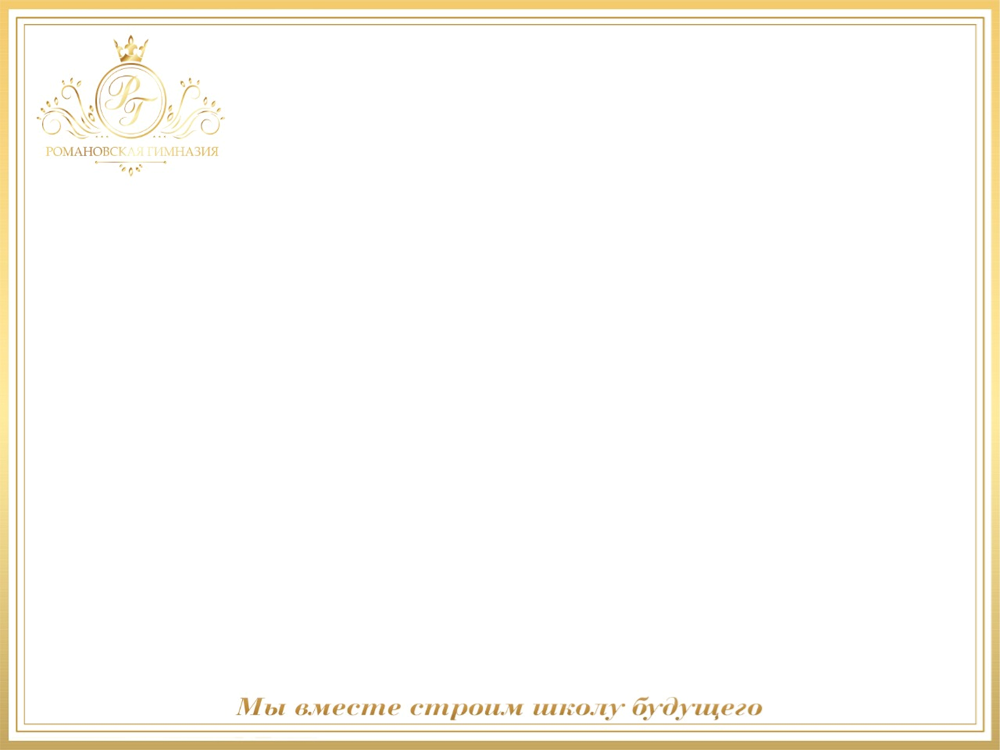 РГ
РОМАНОВСКАЯ ГИМНАЗИЯ
Мы вместе строим школу будущего